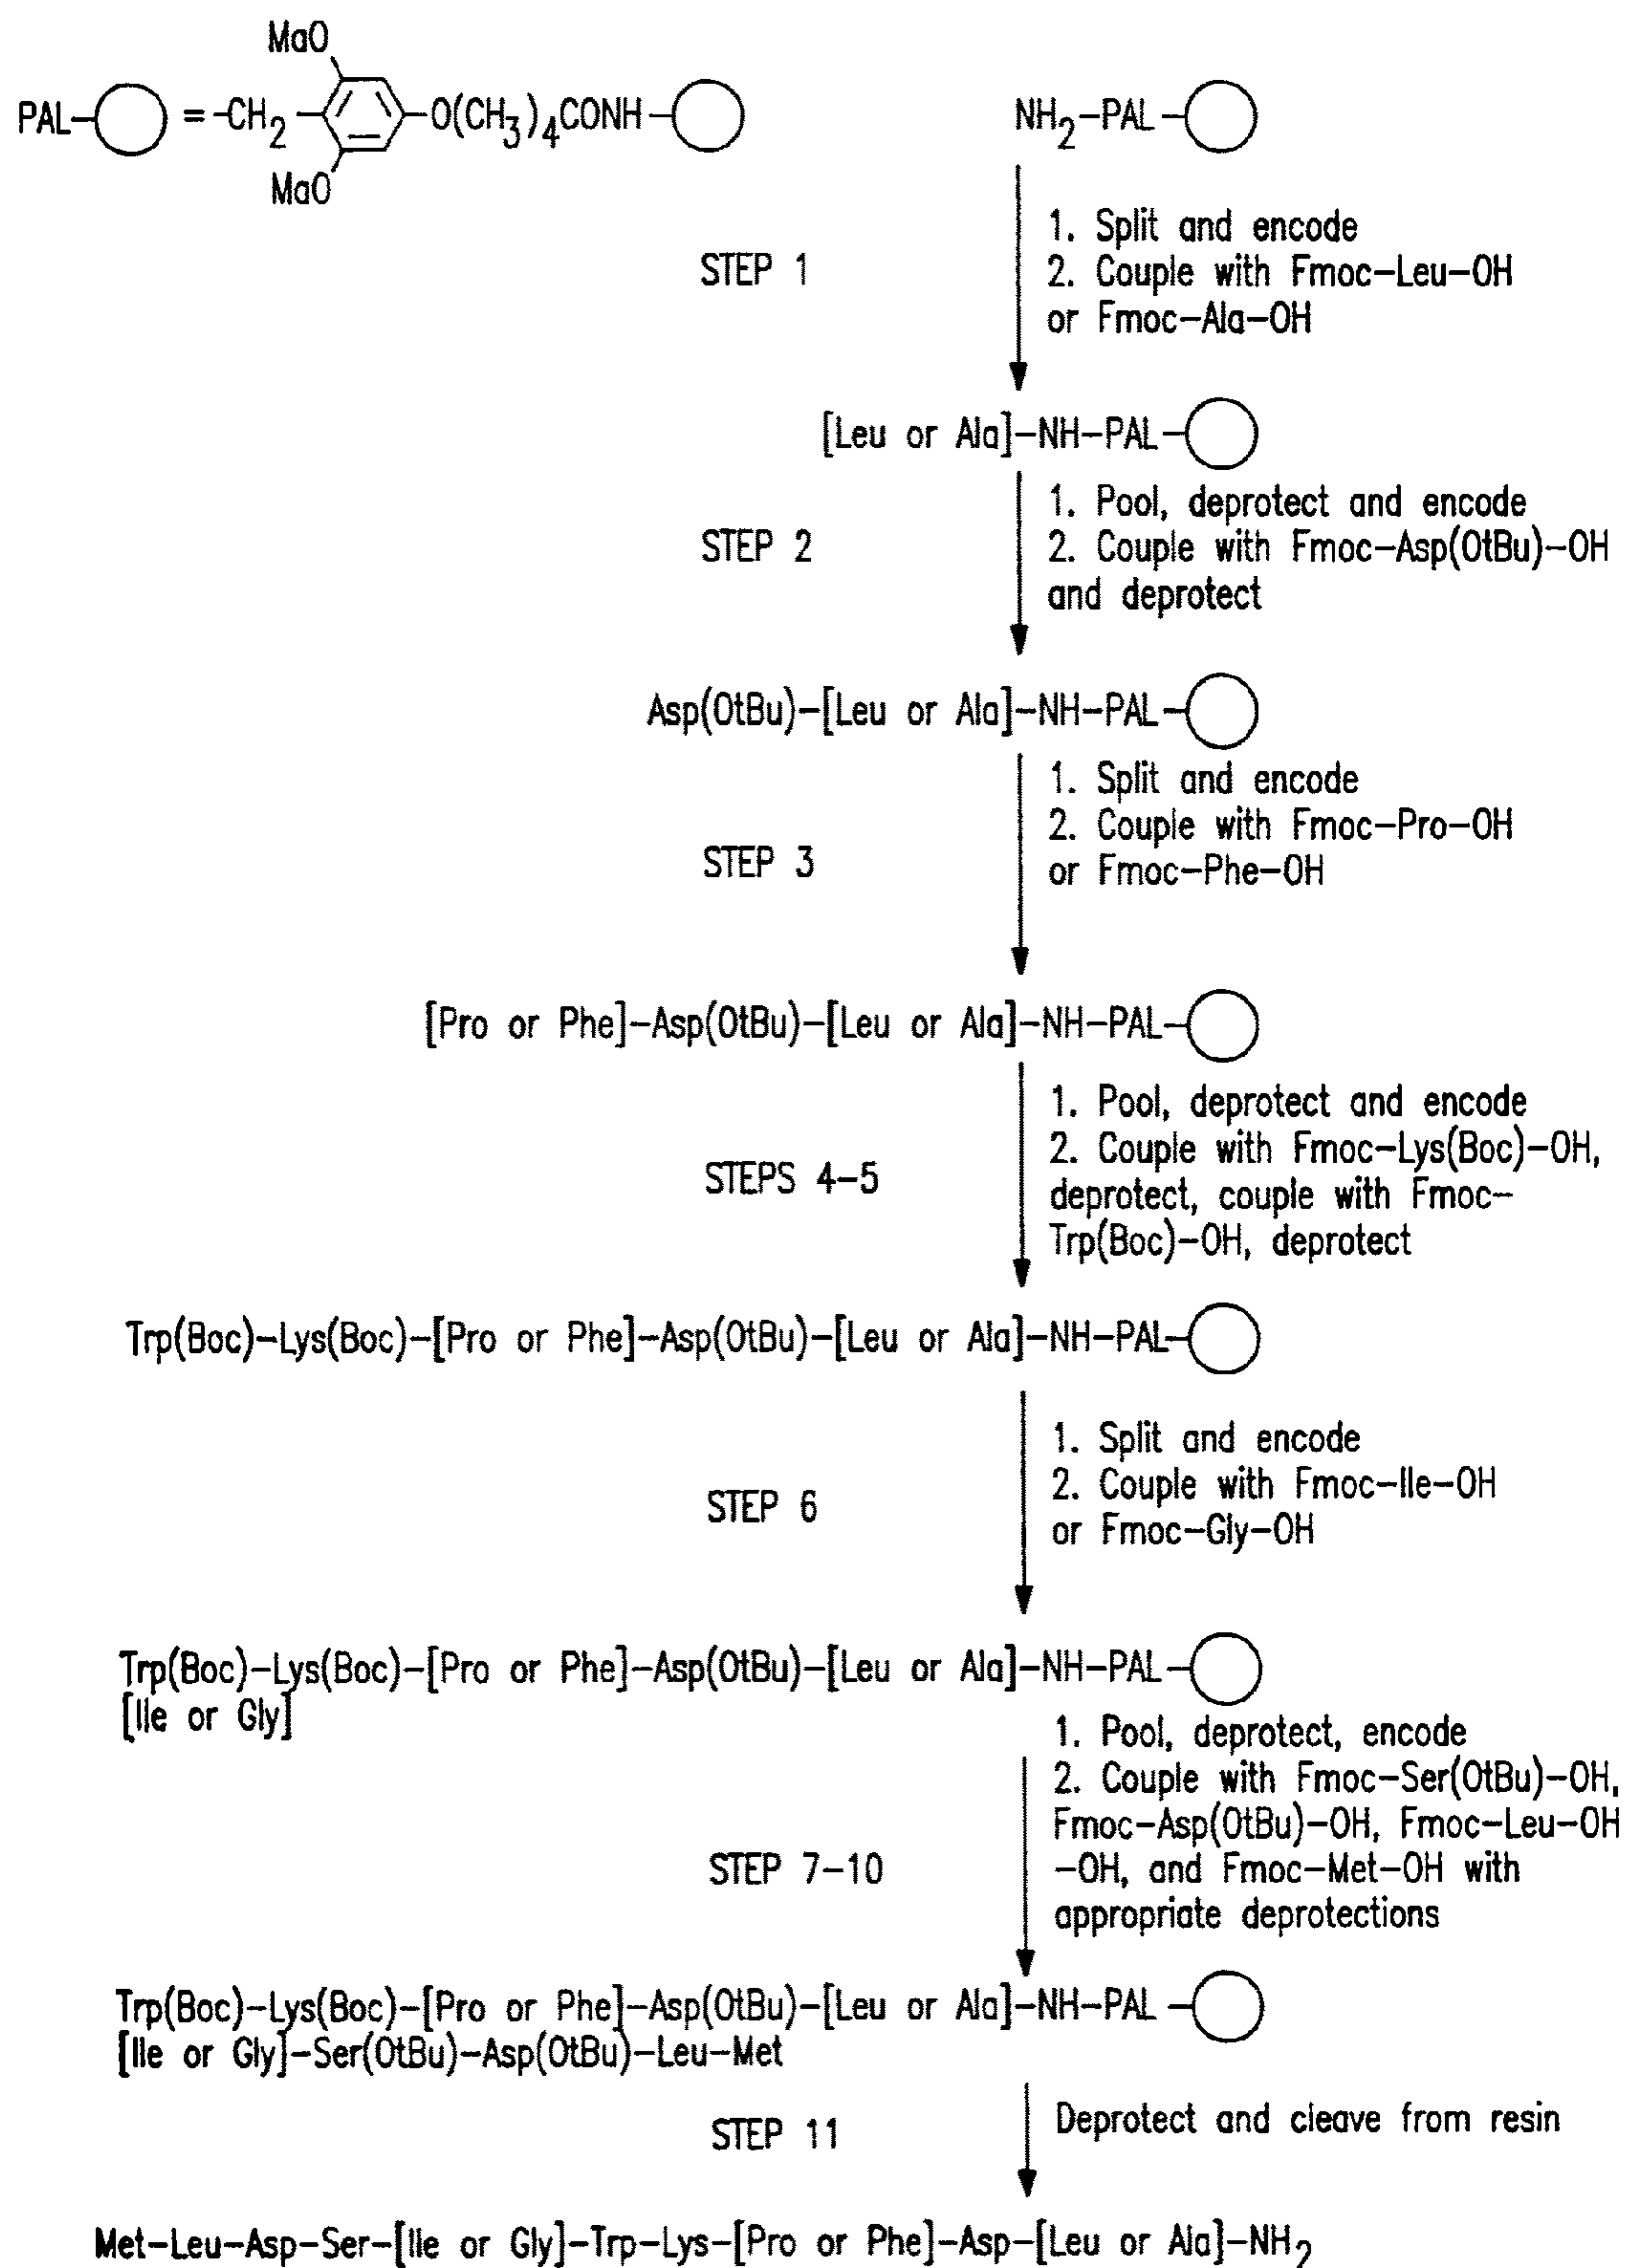 MaO
PAL- =-CH2 -O(CH3)4CONH-
MaO
NH2-PAL-
STEP 1
1. Split and encode
2. Couple with Fmoc-Leu-OH
or Fmoc-Ala-OH
[Leu or Ala]-NH-PAL-
STEP 2
1. Pool, deprotect and encode
2. Couple with Fmoc-Asp(OtBu)-OH
and deprotect
Asp(OtBu)-[Leu or Ala]-NH-PAL-
STEP 3
1. Split and encode
2. Couple with Fmoc-Pro-OH
or Fmoc-Phe-OH
[Pro or Phe]-Asp(OtBu)-[Leu or Ala]-NH-PAL-
STEPS 4-5
1. Pool, deprotect and encode
2. Couple with Fmoc-Lys(Boc)-OH,
deprotect, couple with Fmoc-
Trp(Boc)-OH, deprotect
Trp(Boc)-Lys(Boc)-[Pro or Phe]-Asp(OtBu)-[Leu or Ala]-NH-PAL-
STEP 6
1. Split and encode
2. Couple with Fmoc-Ile-OH
or Fmoc-Gly-OH
Trp(Boc)-Lys(Boc)-[Pro or Phe]-Asp(OtBu)-[Leu or Ala]-NH-PAL-
[Ile or Gly]
STEP 7-10
1. Pool, deprotect, encode
2. Couple with Fmoc-Ser(OtBu)-OH,
Fmoc-Asp(OtBu)-OH, Fmoc-Leu-OH
-OH, and Fmoc-Met-OH with
appropriate deprotections
Trp(Boc)-Lys(Boc)-[Pro or Phe]-Asp(OtBu)-[Leu or Ala]-NH-PAL-
[Ile or Gly]-Ser(OtBu)-Asp(OtBu)-Leu-Met
STEP 11
Deprotect and cleave from resin
Met-Leu-Asp-Ser-[Ile or Gly]-Trp-Lys-[Pro or Phe]-Asp-[Leu or Ala]-NH2